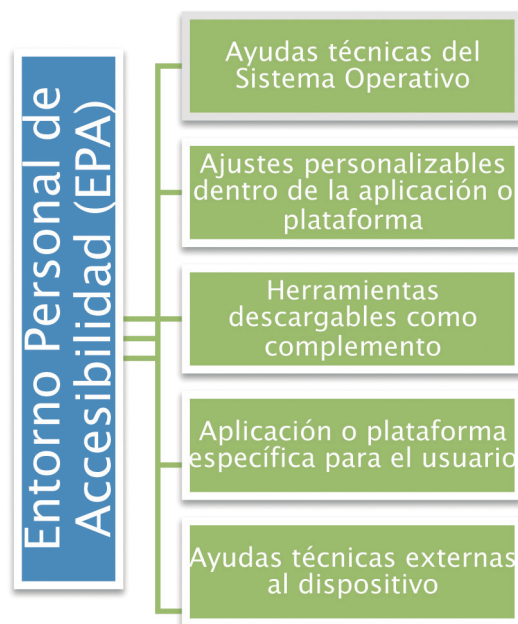 Entorno Personal de
Accesibilidad (EPA)
Ayudas técnicas del
Sistema Operativo
Ajustes personalizables
dentro de la aplicación o
plataforma
Herramientas
descargables como
complemento
Aplicación o plataforma
específica para el usuario
Ayudas técnicas externas
al dispositivo